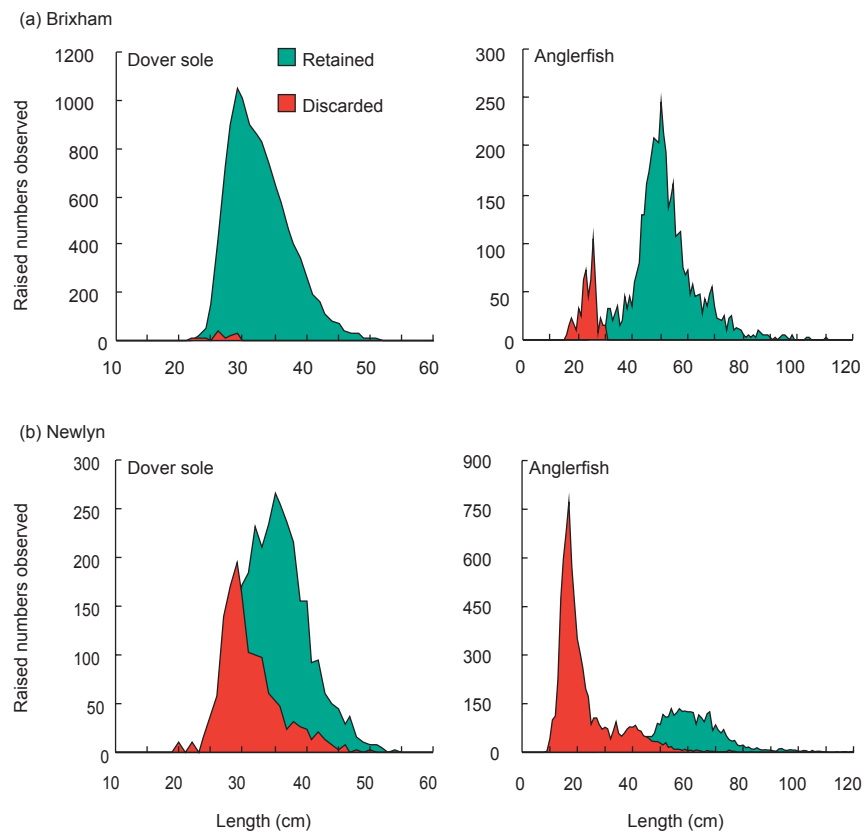 (a) Brixham
Dover sole
Retained
Discarded
Raised numbers observed
1200
1000
800
600
400
200
0
10 20 30 40 50 60
Anglerfish
300
250
200
150
100
50
0
0 20 40 60 80 100 120
(b) Newlyn
Dover sole
Raised numbers observed
300
250
200
150
100
50
0
10 20 30 40 50 60
Length (cm)
Anglerfish
900
750
600
450
300
150
0
0 20 40 60 80 100 120
Length (cm)